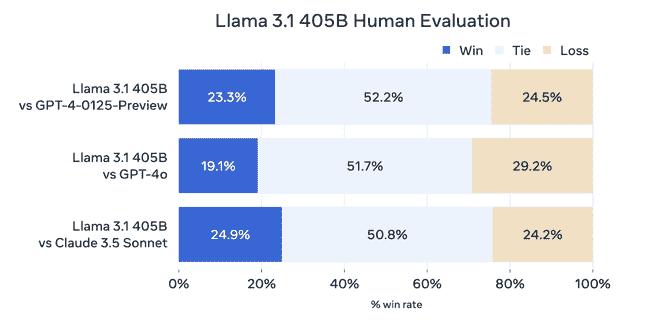 Llama 3.1 405B Human Evaluation
Win Tie Loss
Llama 3.1 405B
vs GPT-4-0125-Preview
23.3% 52.2% 24.5%
Llama 3.1 405B
vs GPT-4o
19.1% 51.7% 29.2%
Llama 3.1 405B
vs Claude 3.5 Sonnet
24.9% 50.8% 24.2%
0% 20% 40% 60% 80% 100%
% win rate